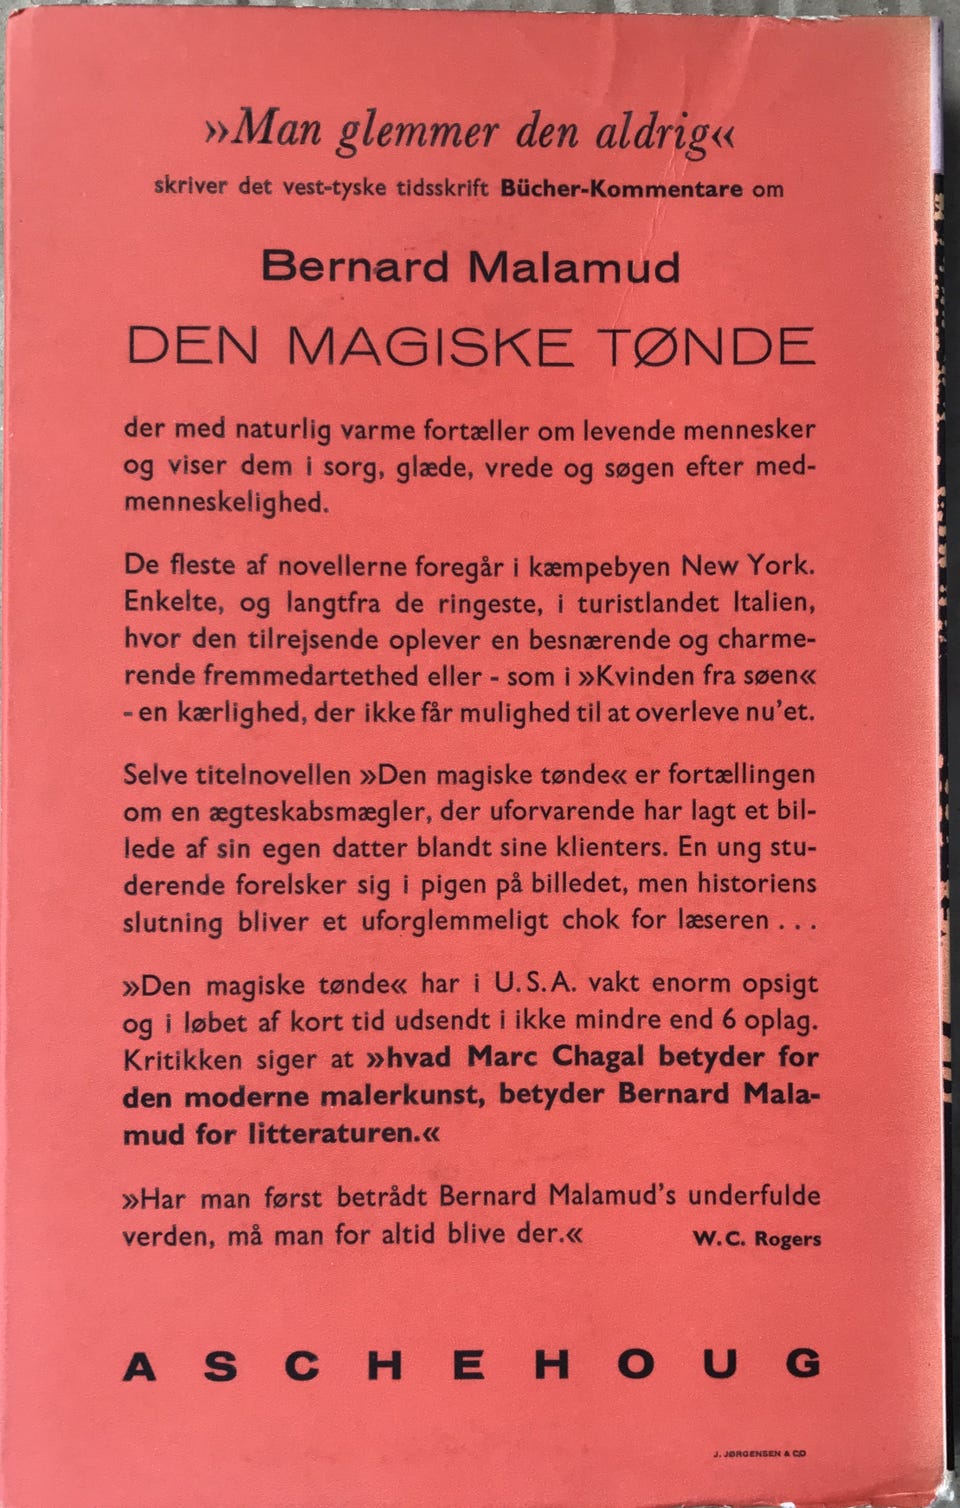 »Man glemmer den aldrig«
skriver det vest-tyske tidsskrift Bücher-Kommentare om
Bernard Malamud
DEN MAGISKE TØNDE
der med naturlig varme fortæller om levende mennesker
og viser dem i sorg, glæde, vrede og søgen efter med-
menneskelighed.
De fleste af novellerne foregår i kæmpebyen New York.
Enkelte, og langtfra de ringeste, i turistlandet Italien,
hvor den tilrejsende oplever en besnærende og charme-
rende fremmedartethed eller - som i »Kvinden fra søen«
- en kærlighed, der ikke får mulighed til at overleve nu'et.
Selve titelnovellen »Den magiske tønde« er fortællingen
om en ægteskabsmægler, der uforvarende har lagt et bil-
lede af sin egen datter blandt sine klienters. En ung stu-
derende forelsker sig i pigen på billedet, men historiens
slutning bliver et uforglemmeligt chok for læseren . . .
»Den magiske tønde« har i U.S.A. vakt enorm opsigt
og i løbet af kort tid udsendt i ikke mindre end 6 oplag.
Kritikken siger at »hvad Marc Chagal betyder for
den moderne malerkunst, betyder Bernard Mala-
mud for litteraturen.«
»Har man først betrådt Bernard Malamud's underfulde
verden, må man for altid blive der.« W.C. Rogers
ASCHEHOUG
J. JØRGENSEN & CO